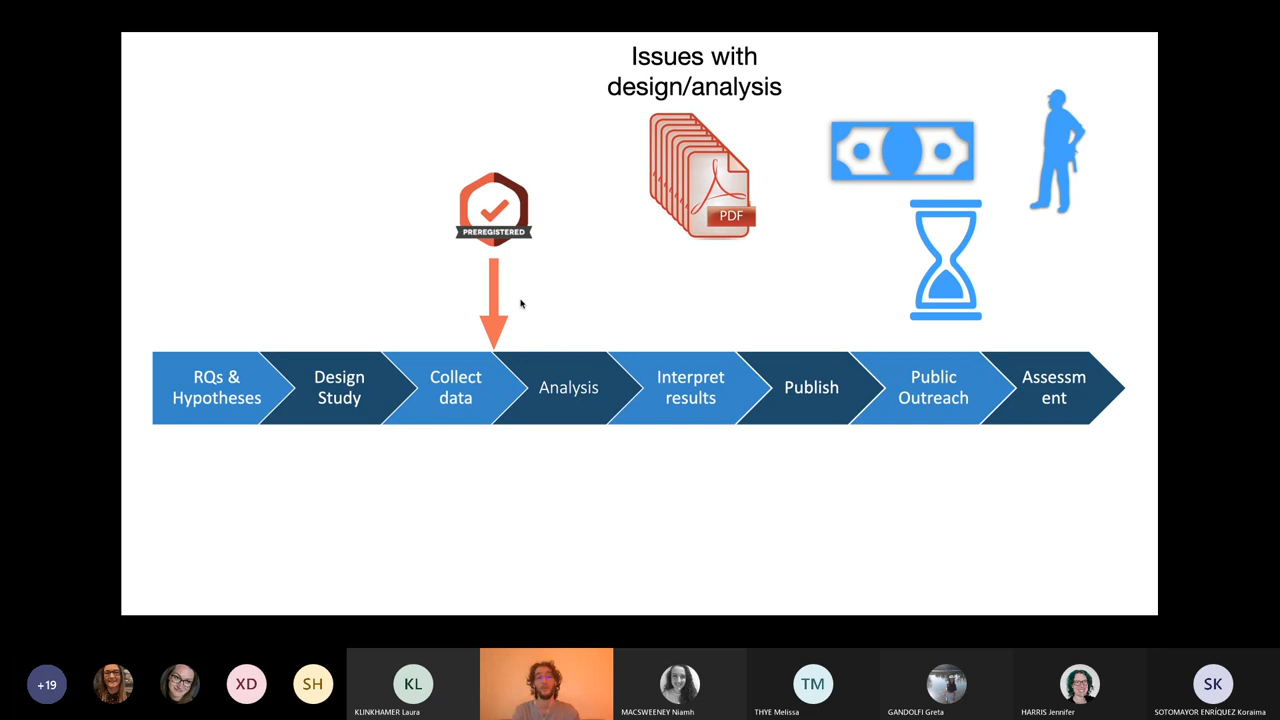 Issues with
design/analysis
PREREGISTERED
PDF
RQs &
Hypotheses
Design
Study
Collect
data
Analysis
Interpret
results
Publish
Public
Outreach
Assessm
ent
+19
XD
SH
KL
TM
SK
KLINKHAMER Laura
MACSWEENEY Niamh
THYE Melissa
GANDOLFI Greta
HARRIS Jennifer
SOTOMAYOR ENRÍQUEZ Koraima